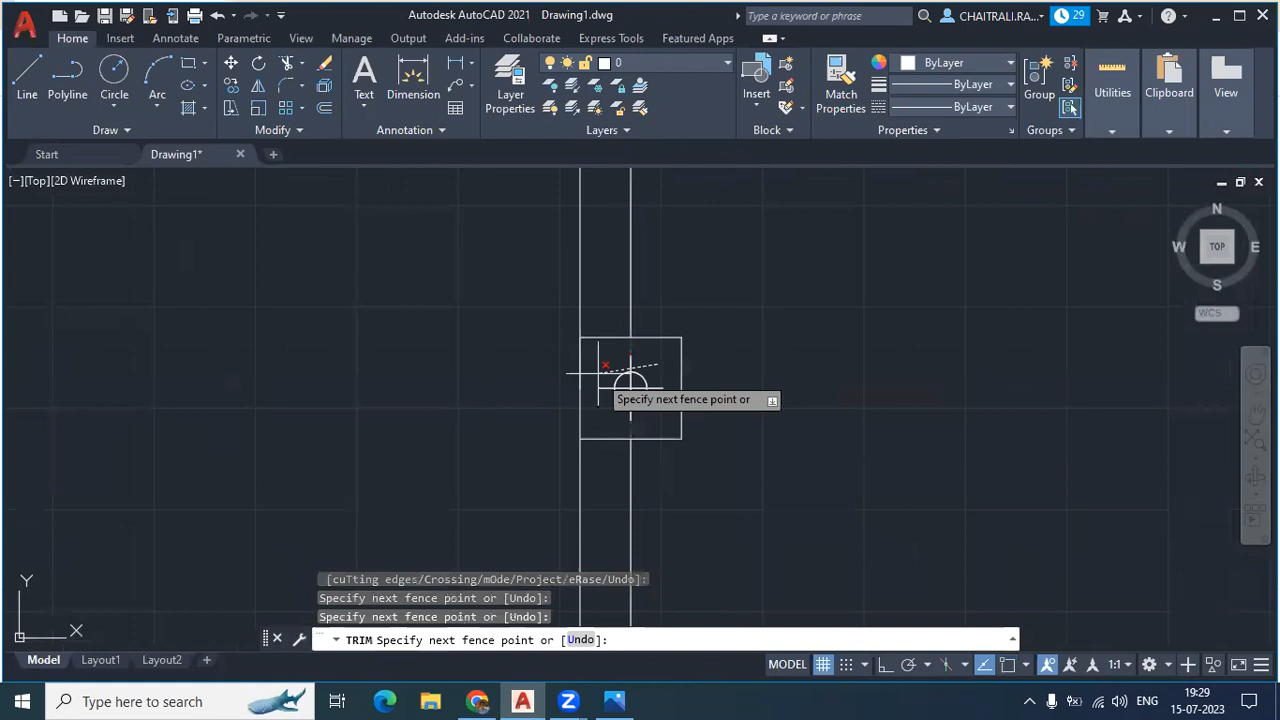 Autodesk AutoCAD 2021 Drawing1.dwg
Type a keyword or phrase
CHAITRALI.RA...
29
Home Insert Annotate Parametric View Manage Output Add-ins Collaborate Express Tools Featured Apps
Line Polyline Circle Arc
Text Dimension
Layer
Properties
0
Insert
Match
Properties
ByLayer
ByLayer
ByLayer
Group
Utilities
Clipboard
View
Draw Modify Annotation Layers Block Properties Groups
Start Drawing1*
[−][Top][2D Wireframe]
N
W TOP E
S
WCS
Specify next fence point or
Y
X
[cuTting edges/Crossing/mOde/Project/eRase/Undo]:
Specify next fence point or [Undo]:
Specify next fence point or [Undo]:
TRIM Specify next fence point or [Undo]:
Model Layout1 Layout2 +
MODEL 1:1
Type here to search
ENG
19:29
15-07-2023